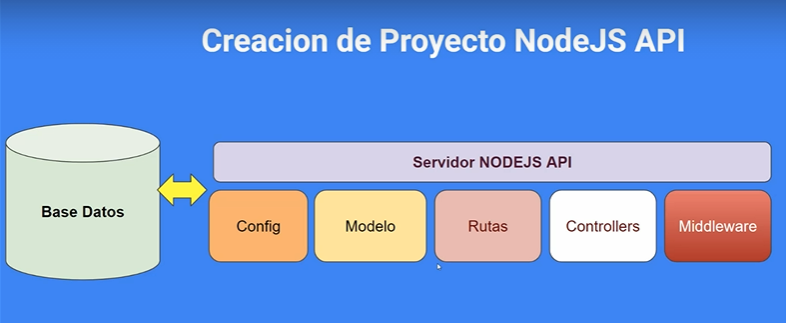 Creacion de Proyecto NodeJS API
Servidor NODEJS API
Base Datos
Config
Modelo
Rutas
Controllers
Middleware